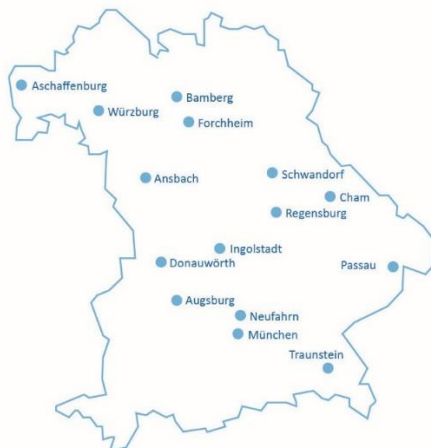 Aschaffenburg
Bamberg
Würzburg
Forchheim
Schwandorf
Ansbach
Cham
Regensburg
Ingolstadt
Donauwörth
Passau
Augsburg
Neufahrn
München
Traunstein